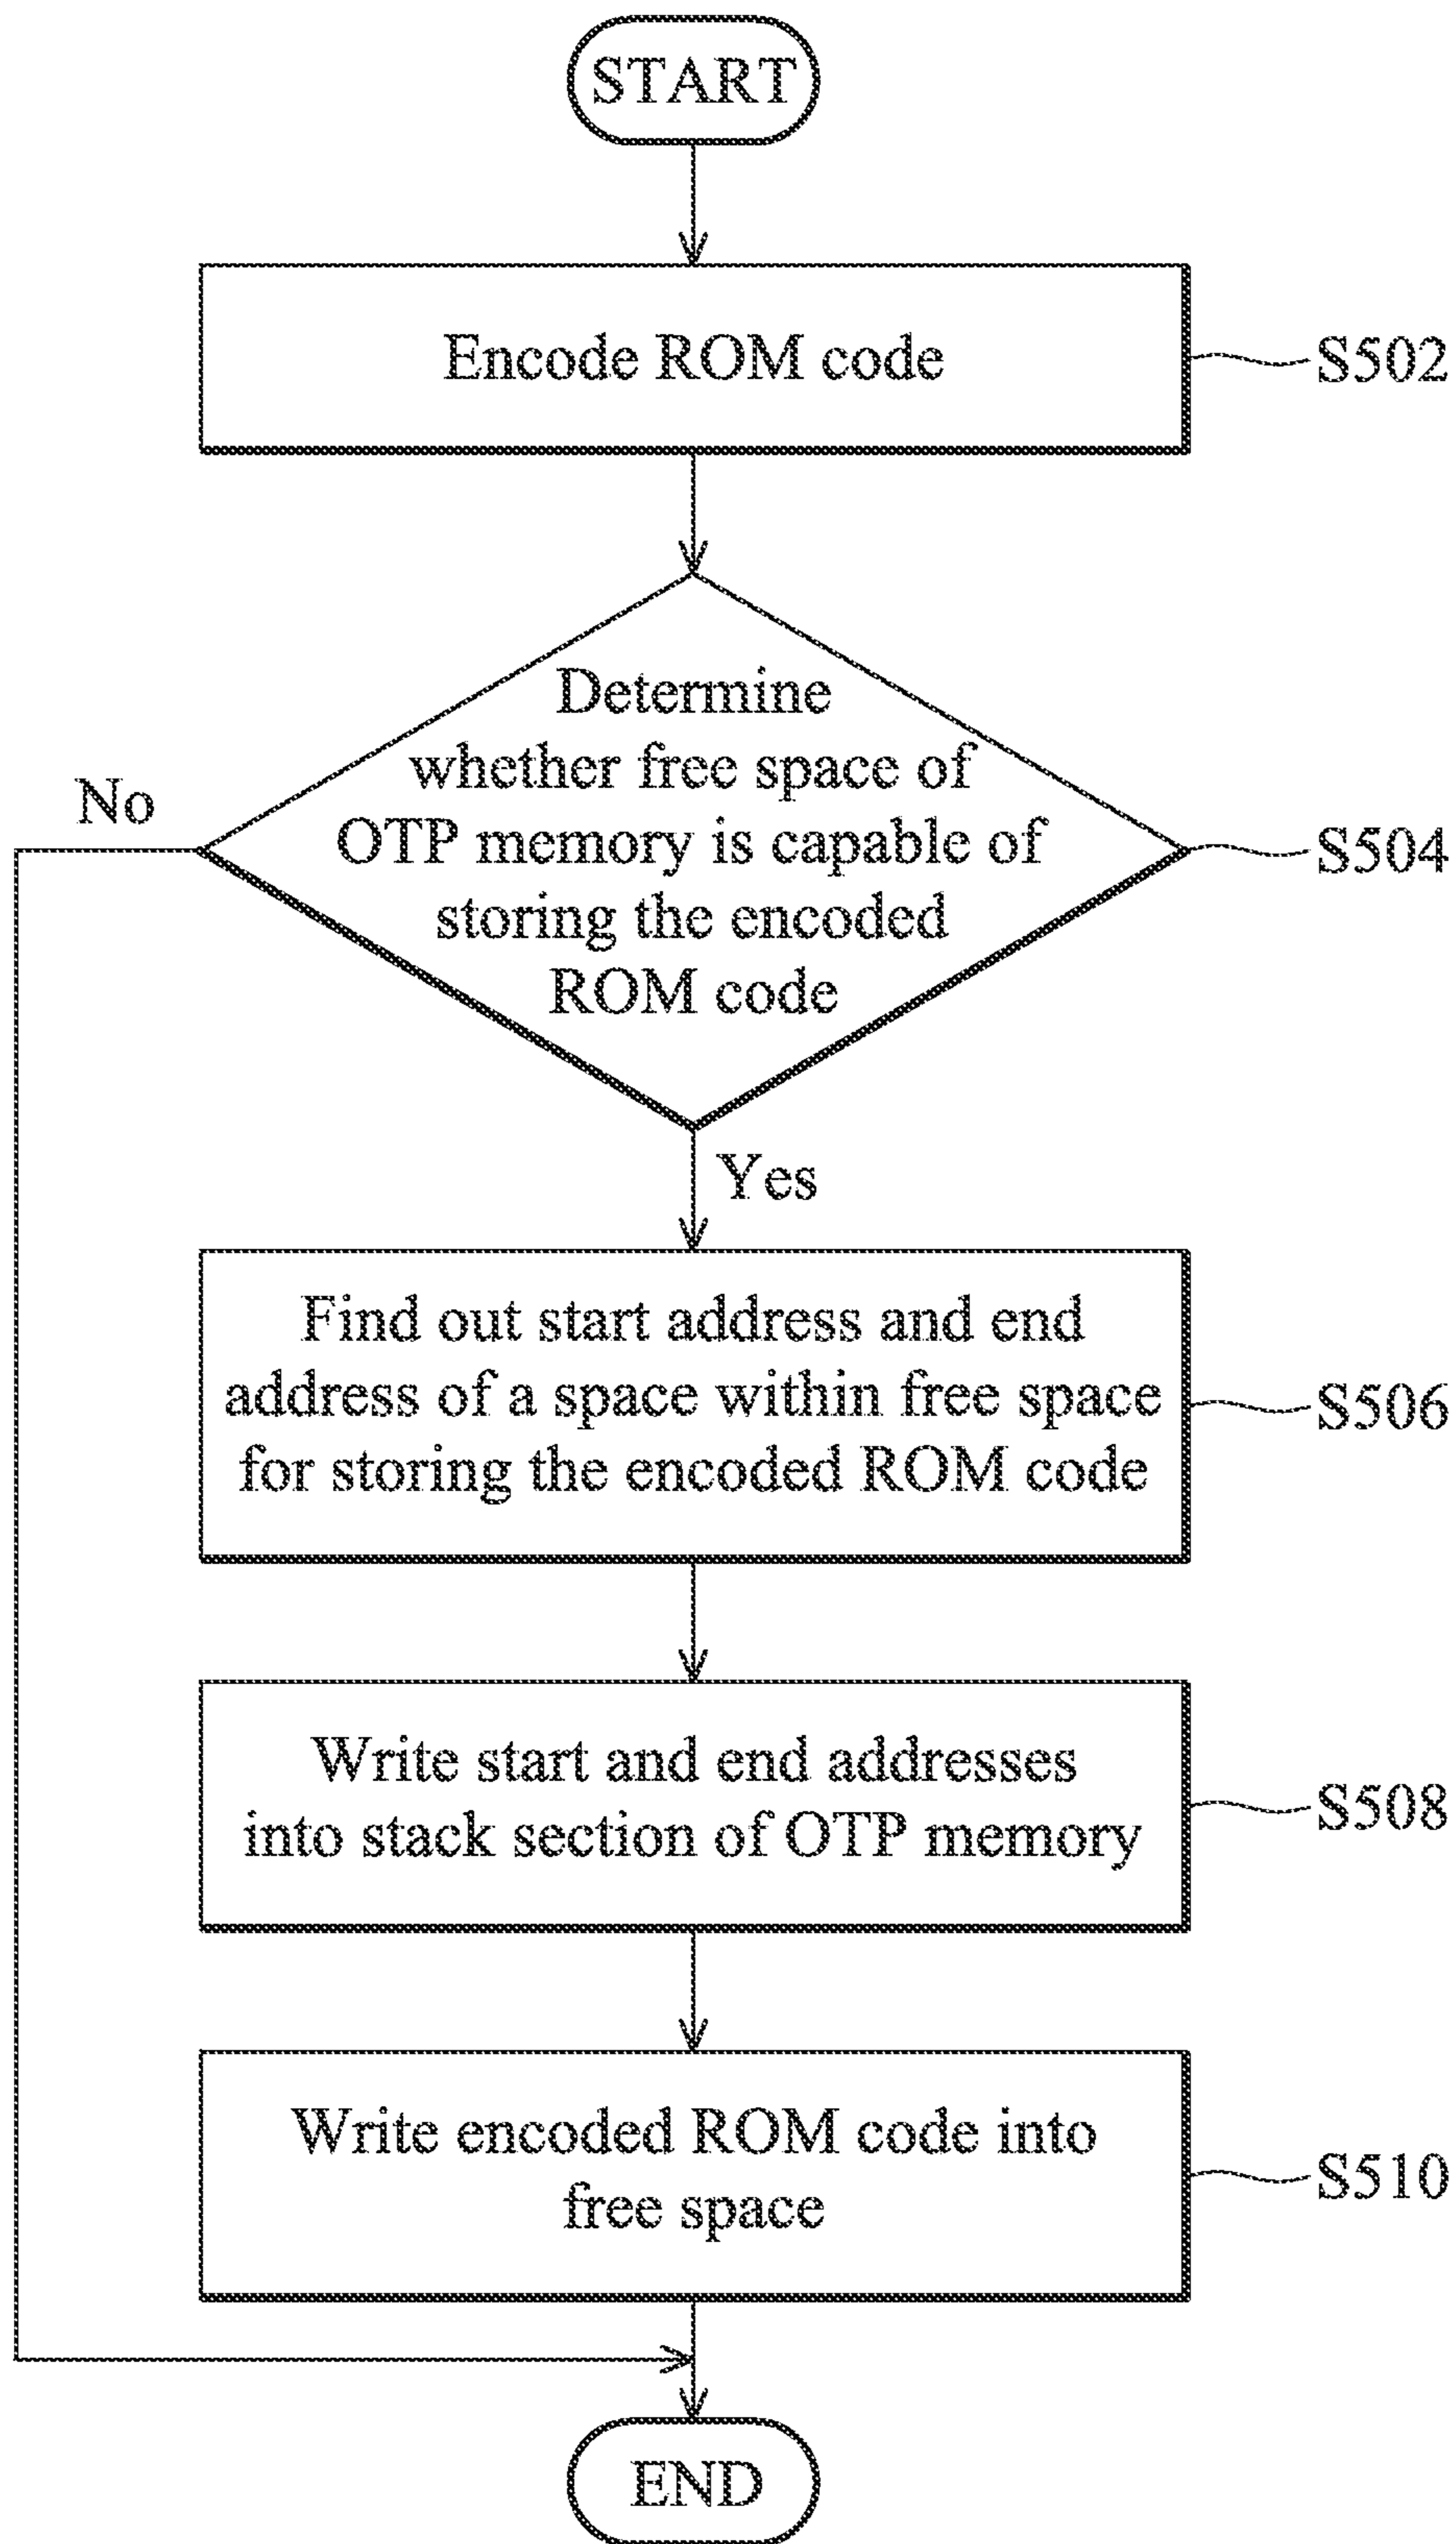 START
Encode ROM code
S502
Determine
whether free space of
OTP memory is capable of
storing the encoded
ROM code
No
S504
Yes
Find out start address and end
address of a space within free space
for storing the encoded ROM code
S506
Write start and end addresses
into stack section of OTP memory
S508
Write encoded ROM code into
free space
S510
END